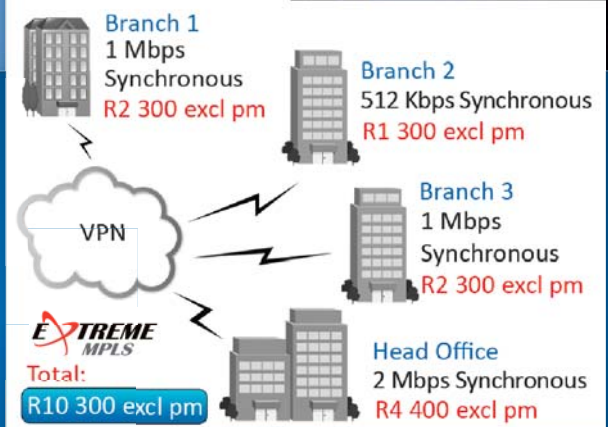 Branch 1
1 Mbps
Synchronous
R2 300 excl pm
Branch 2
512 Kbps Synchronous
R1 300 excl pm
Branch 3
1 Mbps
Synchronous
R2 300 excl pm
VPN
EXTREME
MPLS
Total:
R10 300 excl pm
Head Office
2 Mbps Synchronous
R4 400 excl pm